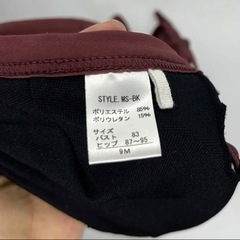 STYLE. MS-BK
ポリエステル 85%
ポリウレタン 15%
サイズ
バスト 83
ヒップ 87~95
9M